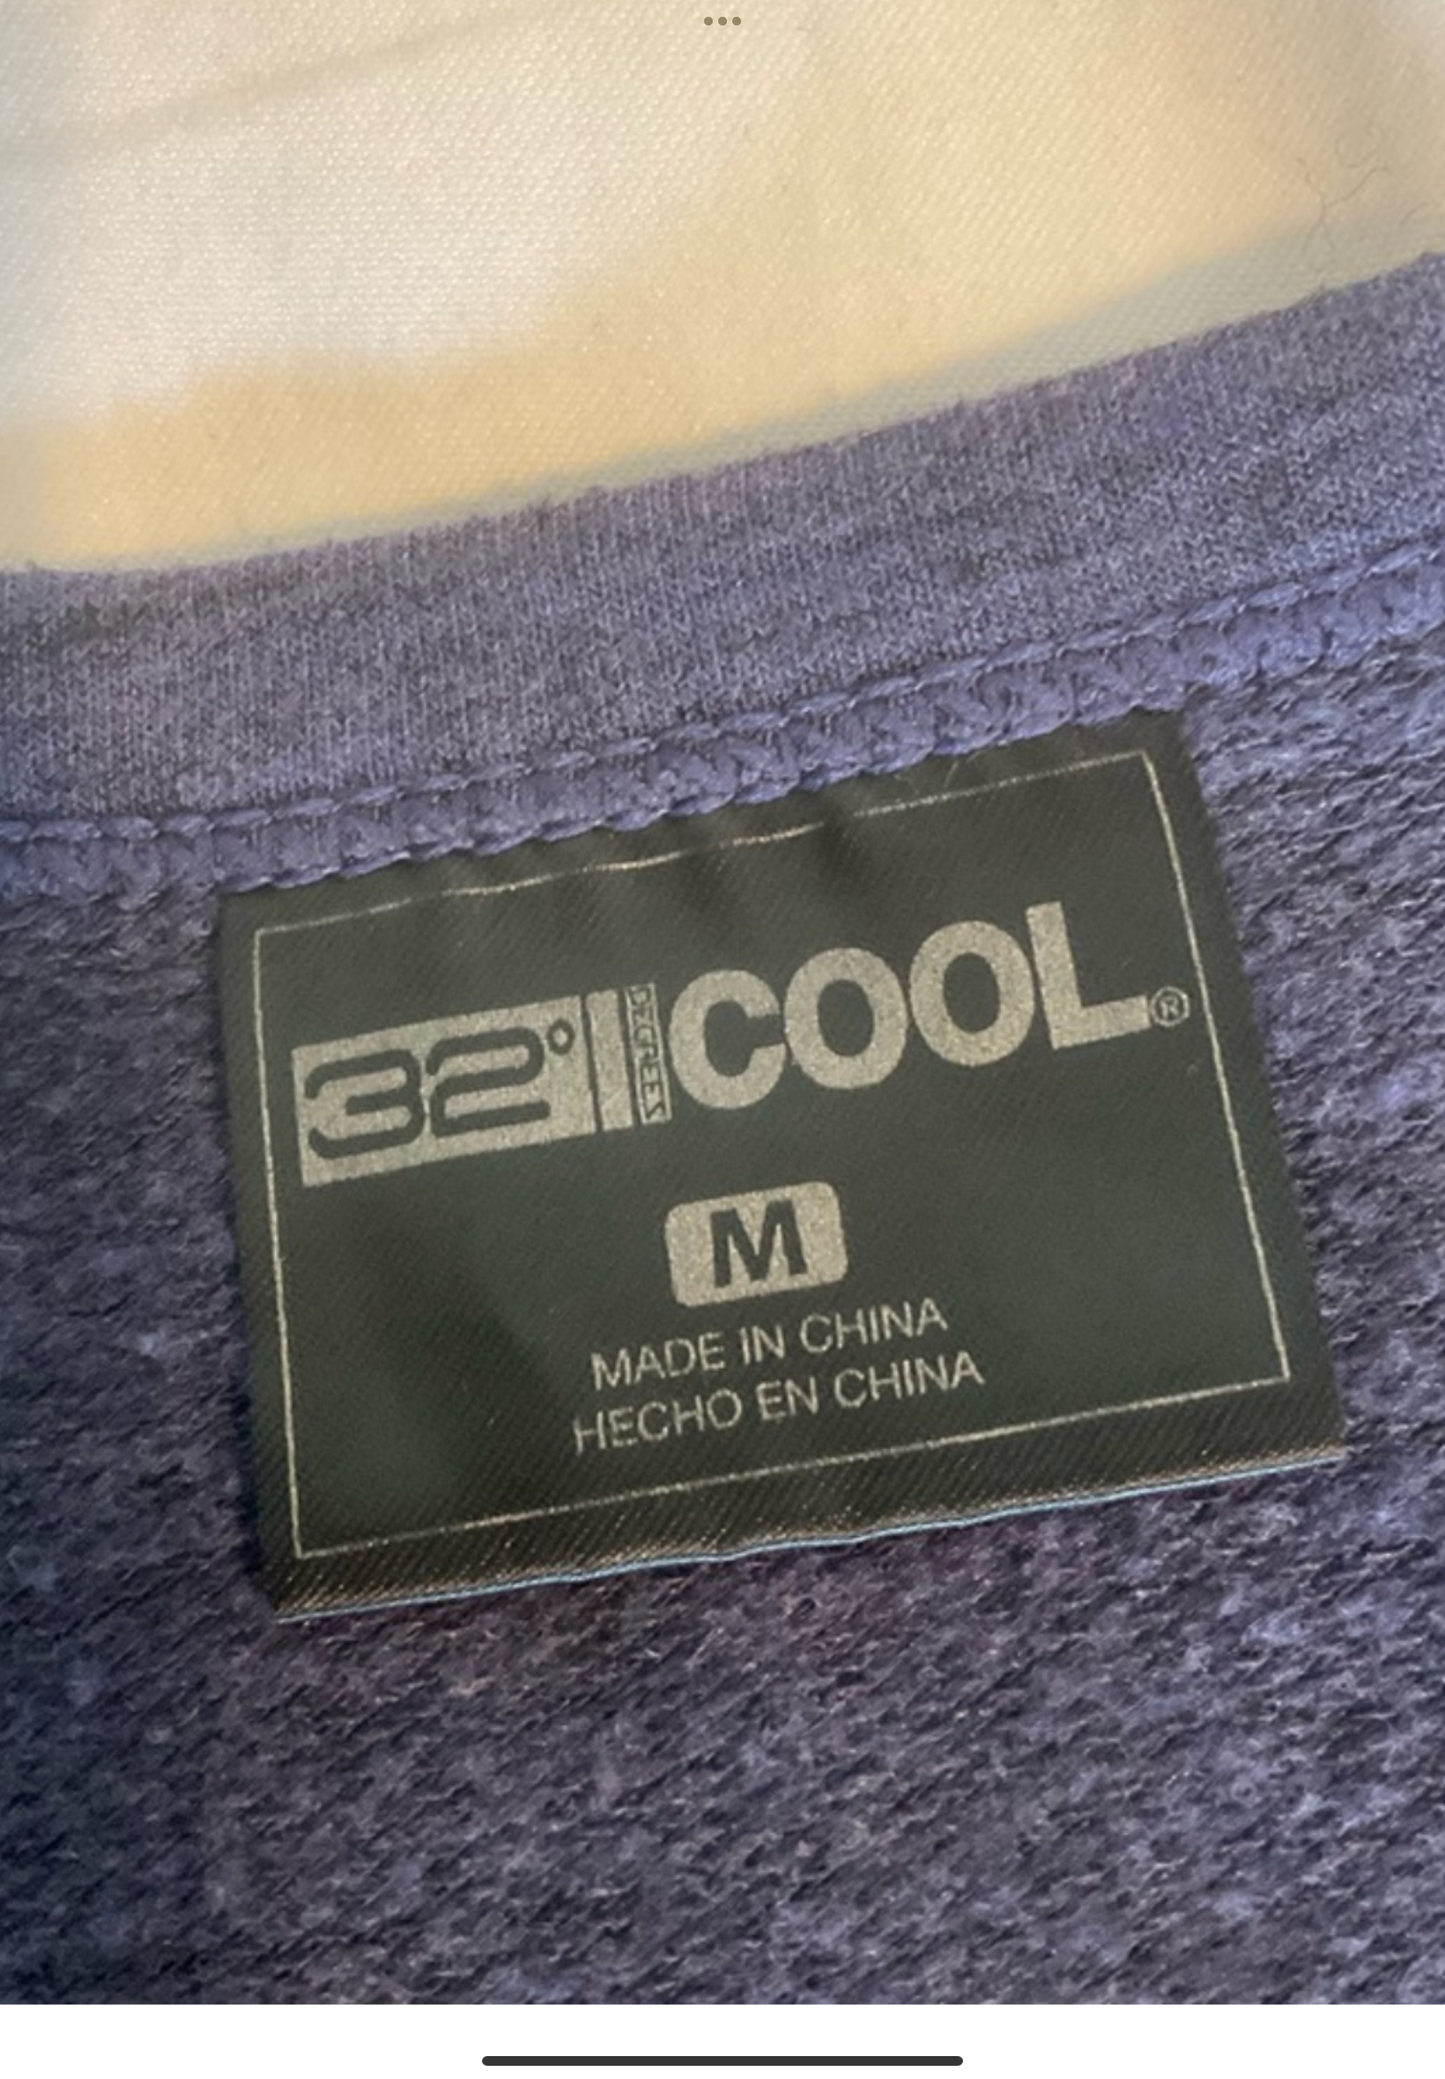 32° DEGREES COOL®
M
MADE IN CHINA
HECHO EN CHINA